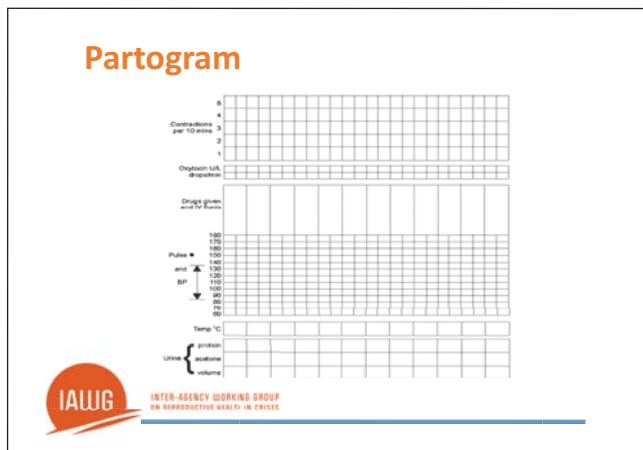 Partogram
5
4
Contractions
per 10 mins
3
2
1
Oxytocin U/L
drops/min
Drugs given
and IV fluids
180
170
160
Pulse
150
140
and
130
120
BP
110
100
90
80
70
60
Temp °C
protein
Urine { acetone
volume
IAWG
INTER-AGENCY WORKING GROUP
ON REPRODUCTIVE HEALTH IN CRISES